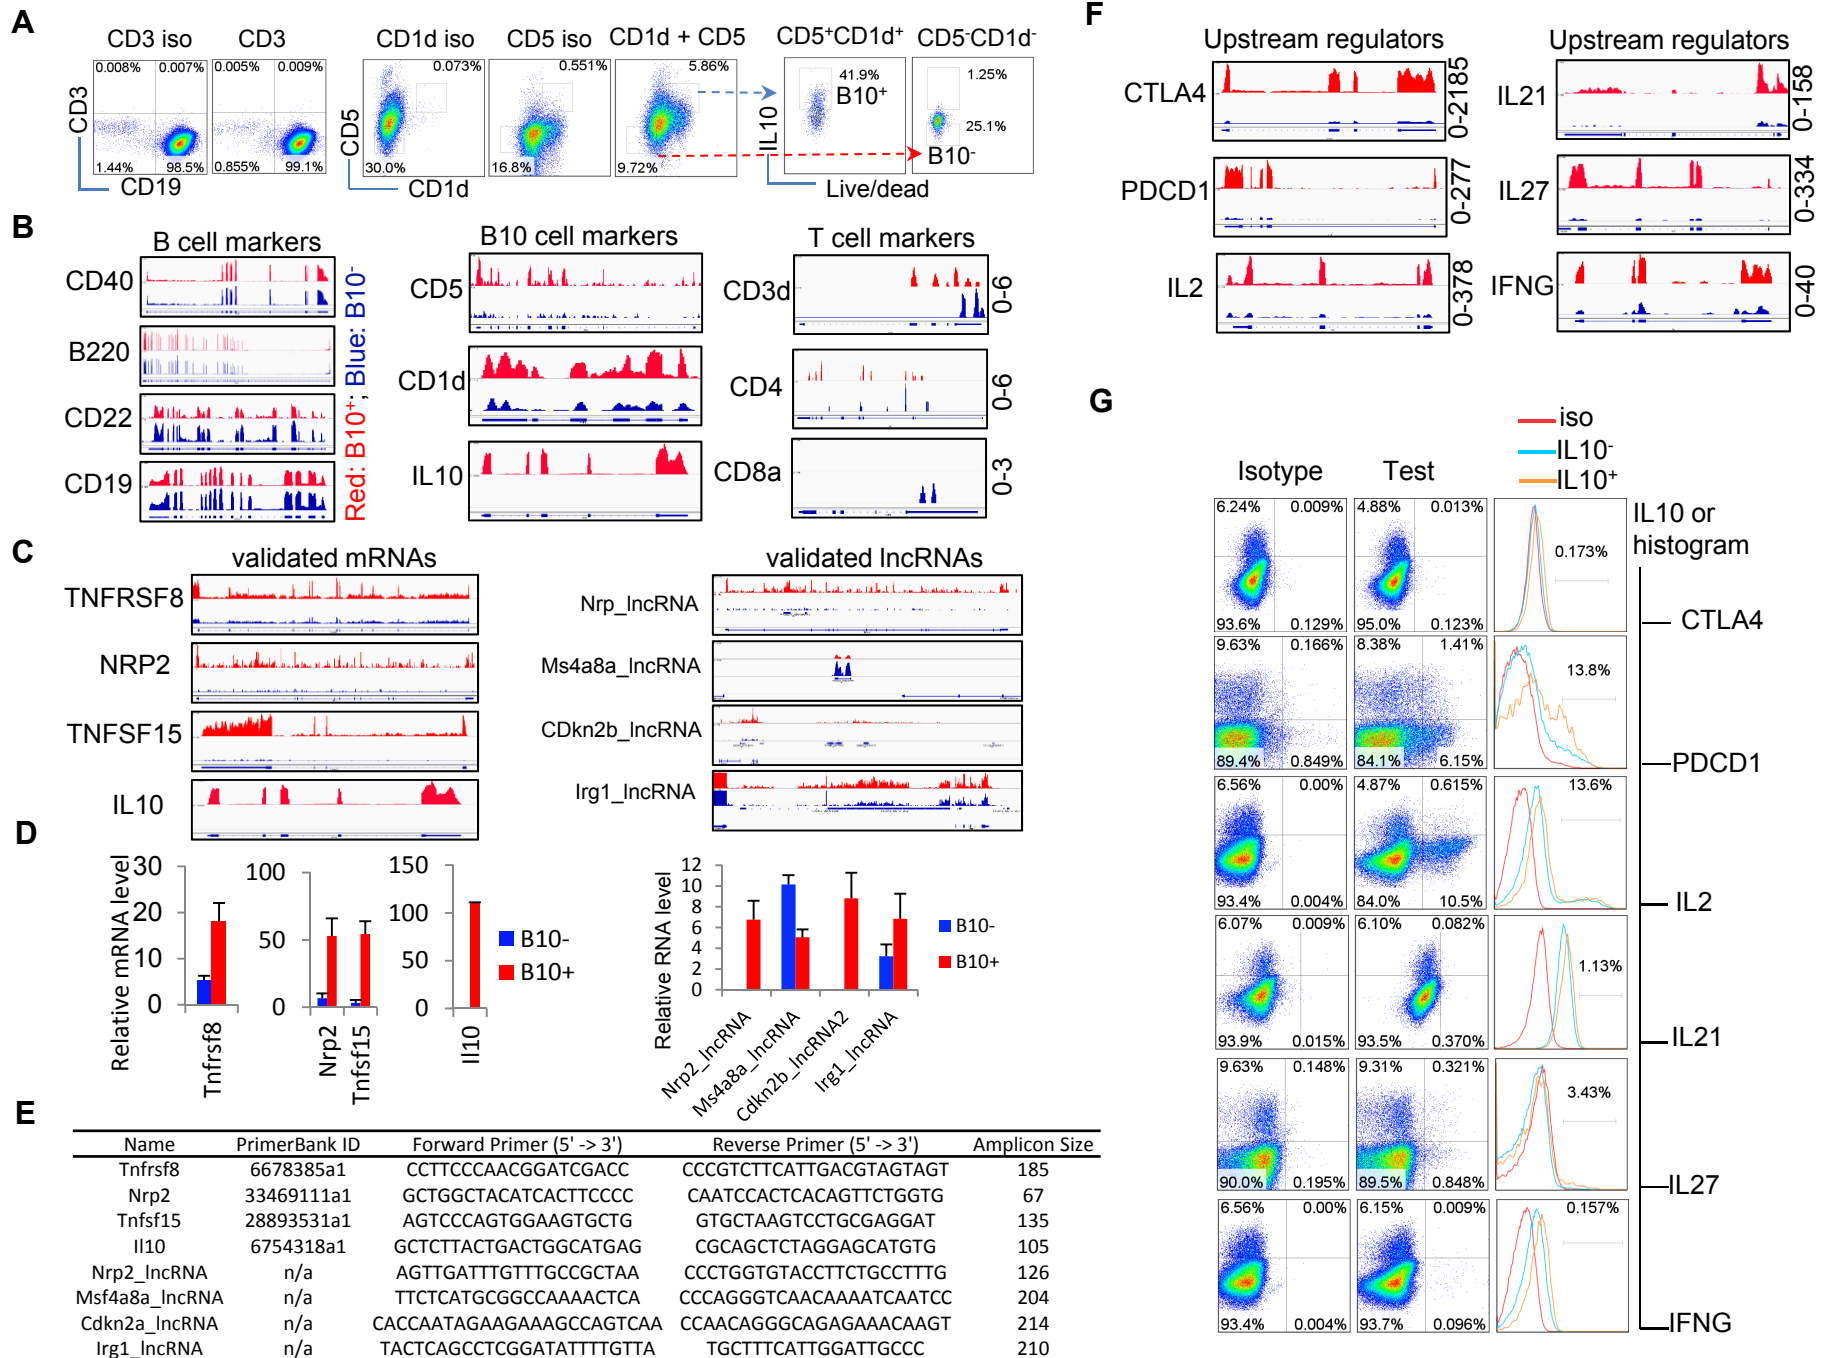 A
CD3 iso
CD3
CD1d iso
CD5 iso
CD1d + CD5
CD5+CD1d+
CD5-CD1d-
0.008%
0.007%
0.005%
0.009%
0.073%
0.551%
5.86%
41.9%
B10+
1.25%
25.1%
B10-
CD3
CD5
IL10
1.44%
98.5%
0.855%
99.1%
30.0%
16.8%
9.72%
CD19
CD1d
Live/dead
B
B cell markers
B10 cell markers
T cell markers
CD40
B220
CD22
CD19
Red: B10+; Blue: B10-
CD5
CD1d
IL10
CD3d
0-6
CD4
0-6
CD8a
0-3
C
validated mRNAs
validated lncRNAs
TNFRSF8
NRP2
TNFSF15
IL10
Nrp_lncRNA
Ms4a8a_lncRNA
CDkn2b_lncRNA
Irg1_lncRNA
D
Relative mRNA level
30
20
10
0
Tnfrsf8
100
50
0
Nrp2
Tnfsf15
150
100
50
0
Il10
B10-
B10+
Relative RNA level
12
10
8
6
4
2
0
Nrp2_lncRNA
Ms4a8a_lncRNA
Cdkn2b_lncRNA2
Irg1_lncRNA
B10-
B10+
E
Name PrimerBank ID Forward Primer (5' -> 3') Reverse Primer (5' -> 3') Amplicon Size
Tnfrsf8 6678385a1 CCTTCCCAACGGATCGACC CCCGTCTTCATTGACGTAGTAGT 185
Nrp2 33469111a1 GCTGGCTACATCACTTCCCC CAATCCACTCACAGTTCTGGTG 67
Tnfsf15 28893531a1 AGTCCCAGTGGAAGTGCTG GTGCTAAGTCCTGCGAGGAT 135
Il10 6754318a1 GCTCTTACTGACTGGCATGAG CGCAGCTCTAGGAGCATGTG 105
Nrp2_lncRNA n/a AGTTGATTTGTTTGCCGCTAA CCCTGGTGTACCTTCTGCCTTTG 126
Msf4a8a_lncRNA n/a TTCTCATGCGGCCAAAACTCA CCCAGGGTCAACAAAATCAATCC 204
Cdkn2a_lncRNA n/a CACCAATAGAAGAAAGCCAGTCAA CCAACAGGGCAGAGAAACAAGT 214
Irg1_lncRNA n/a TACTCAGCCTCGGATATTTTGTTA TGCTTTCATTGGATTGCCC 210
F
Upstream regulators
Upstream regulators
CTLA4
0-2185
IL21
0-158
PDCD1
0-277
IL27
0-334
IL2
0-378
IFNG
0-40
G
iso
IL10-
IL10+
Isotype
Test
IL10 or
histogram
6.24%
0.009%
4.88%
0.013%
0.173%
93.6%
0.129%
95.0%
0.123%
CTLA4
9.63%
0.166%
8.38%
1.41%
13.8%
89.4%
0.849%
84.1%
6.15%
PDCD1
6.56%
0.00%
4.87%
0.615%
13.6%
93.4%
0.004%
84.0%
10.5%
IL2
6.07%
0.009%
6.10%
0.082%
1.13%
93.9%
0.015%
93.5%
0.370%
IL21
9.63%
0.148%
9.31%
0.321%
3.43%
90.0%
0.195%
89.5%
0.848%
IL27
6.56%
0.00%
6.15%
0.009%
0.157%
93.4%
0.004%
93.7%
0.096%
IFNG